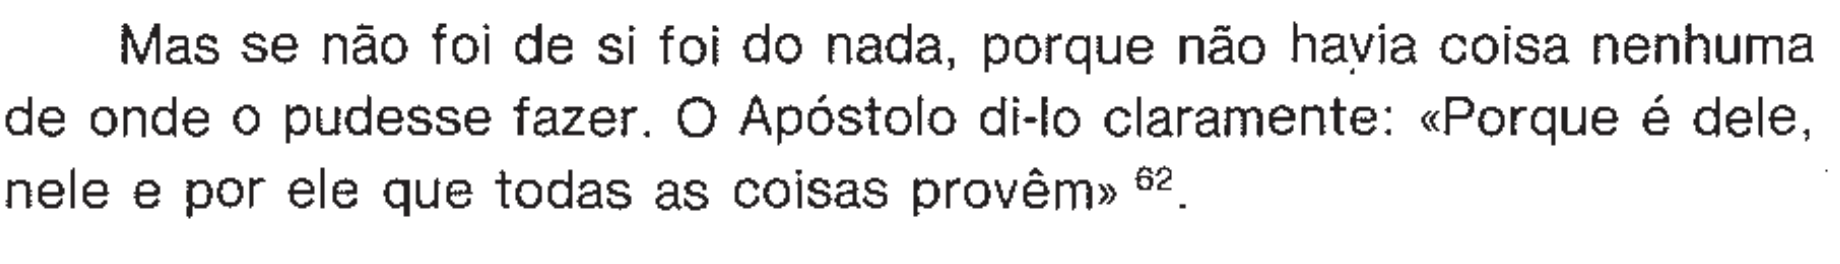 Mas se não foi de si foi do nada, porque não havia coisa nenhuma
de onde o pudesse fazer. O Apóstolo di-lo claramente: «Porque é dele,
nele e por ele que todas as coisas provêm» ⁶².